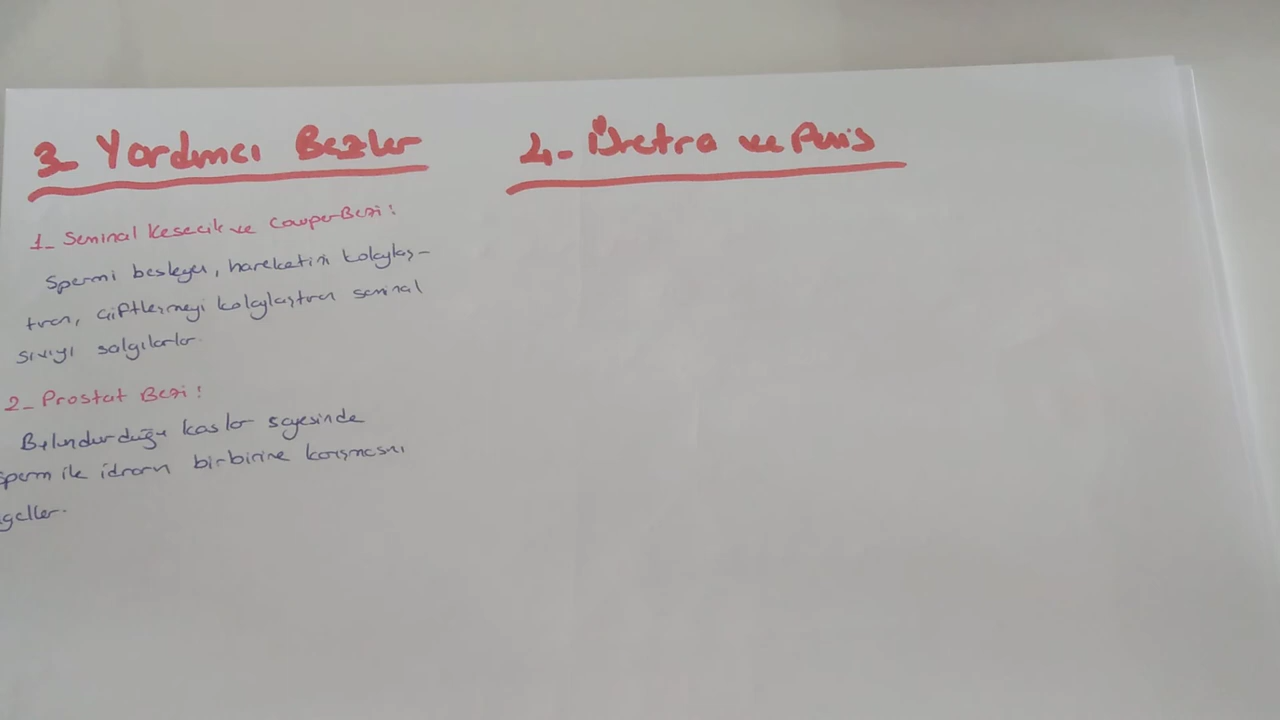 3- Yardımcı Bezler
1- Seminal Kesecik ve Cowper Bezi:
Spermi besleyen, hareketini kolaylaş-
tıran, çiftleşmeyi kolaylaştıran seminal
sıvıyı salgılarlar.
2- Prostat Bezi:
Bulundurduğu kaslar sayesinde
sperm ile idrarın birbirine karışmasını
geller.
4- Üretra ve Penis